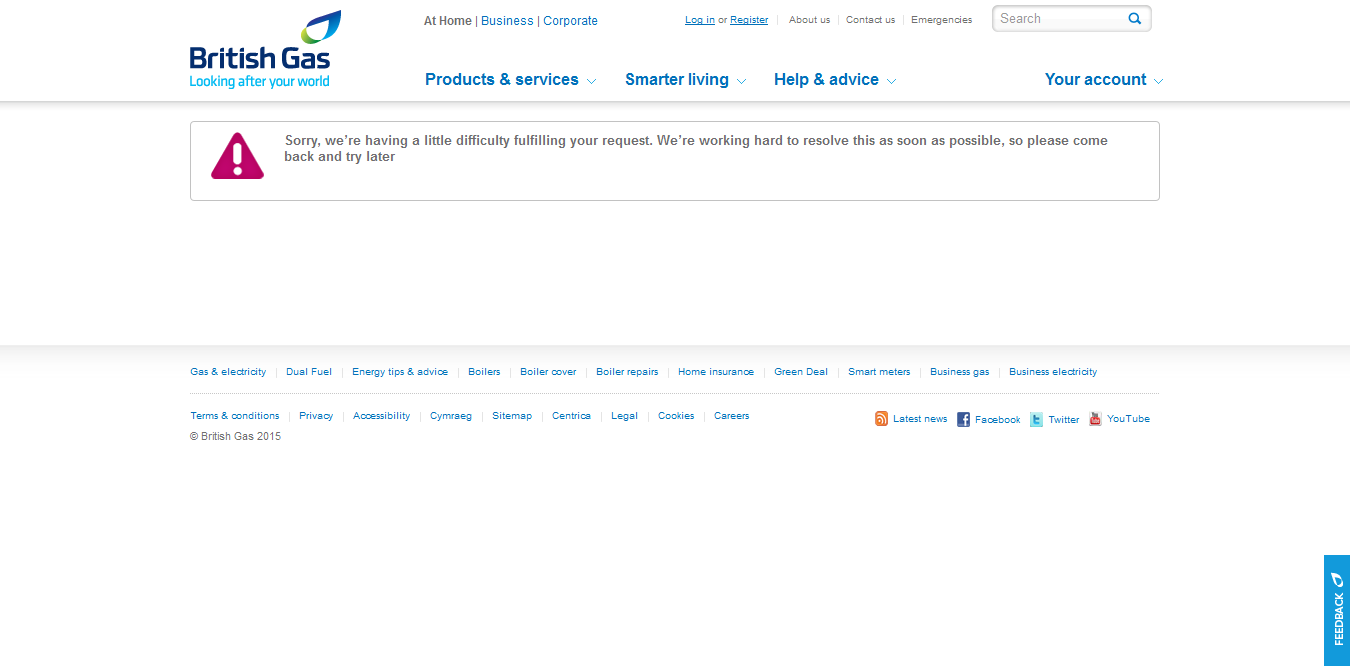 At Home | Business | Corporate
Log in or Register
About us
Contact us
Emergencies
Search
British Gas
Looking after your world
Products & services
Smarter living
Help & advice
Your account
Sorry, we’re having a little difficulty fulfilling your request. We’re working hard to resolve this as soon as possible, so please come
back and try later
Gas & electricity
Dual Fuel
Energy tips & advice
Boilers
Boiler cover
Boiler repairs
Home insurance
Green Deal
Smart meters
Business gas
Business electricity
Terms & conditions
Privacy
Accessibility
Cymraeg
Sitemap
Centrica
Legal
Cookies
Careers
Latest news
Facebook
Twitter
YouTube
© British Gas 2015
FEEDBACK